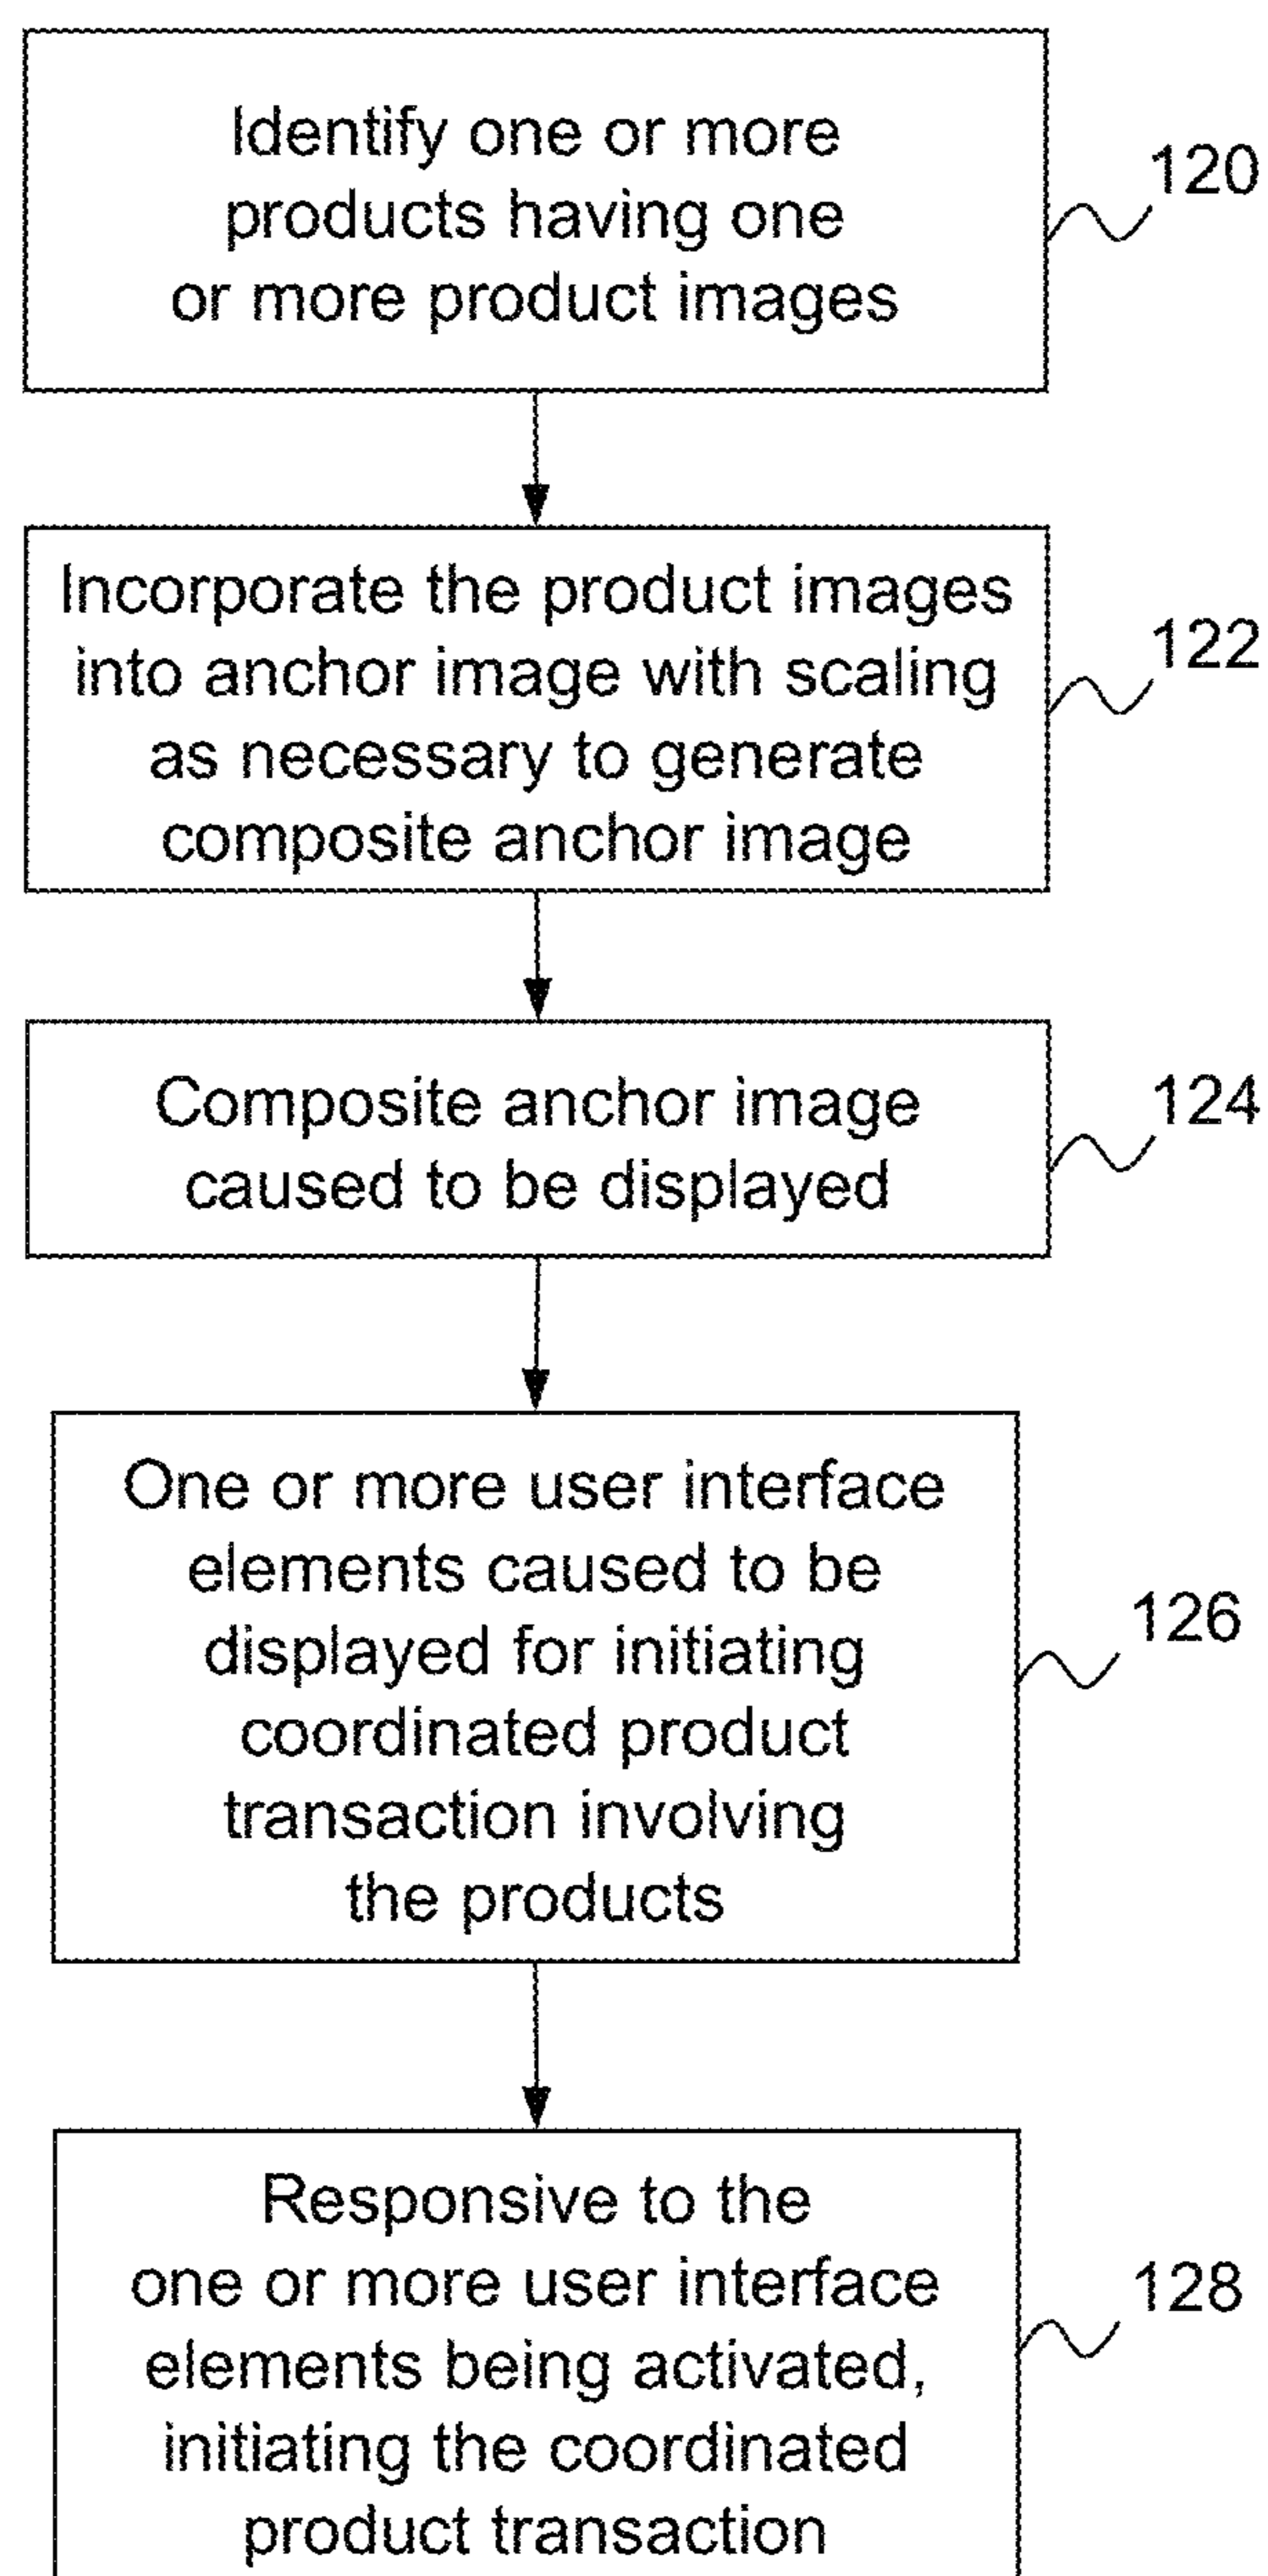 Identify one or more
products having one
or more product images
120
Incorporate the product images
into anchor image with scaling
as necessary to generate
composite anchor image
122
Composite anchor image
caused to be displayed
124
One or more user interface
elements caused to be
displayed for initiating
coordinated product
transaction involving
the products
126
Responsive to the
one or more user interface
elements being activated,
initiating the coordinated
product transaction
128